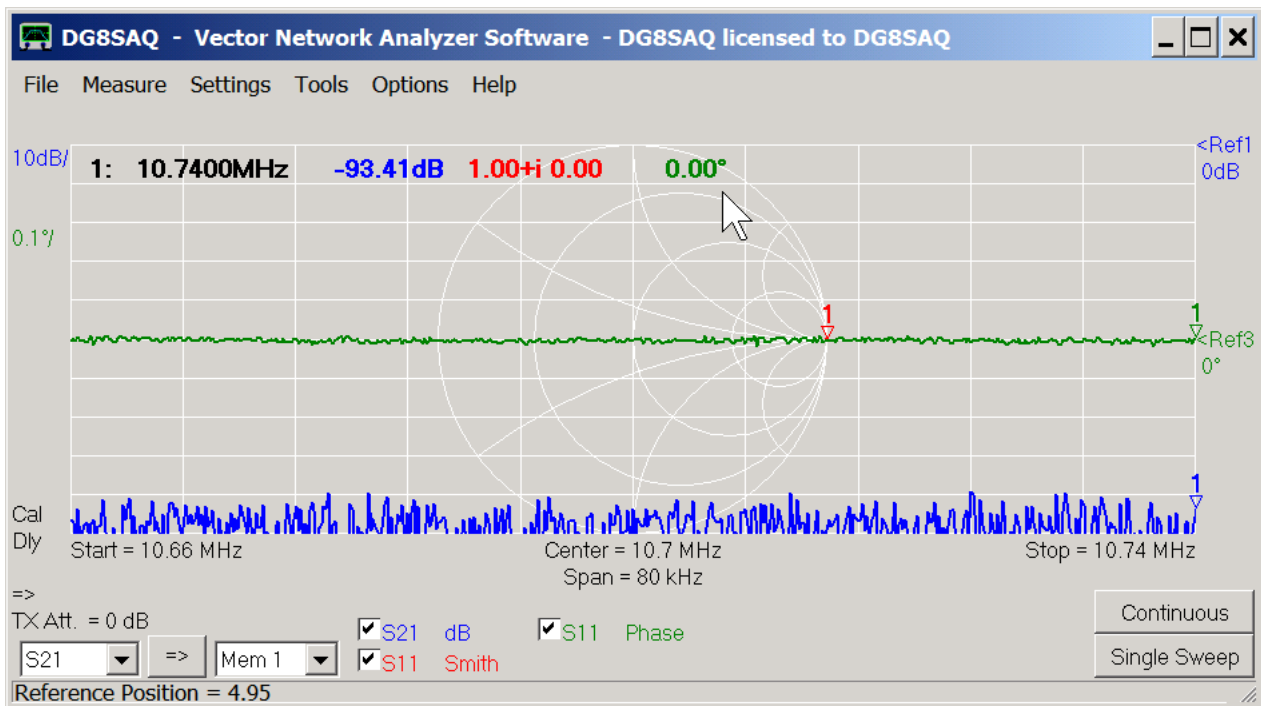 DG8SAQ - Vector Network Analyzer Software - DG8SAQ licensed to DG8SAQ
File Measure Settings Tools Options Help
10dB/ 1: 10.7400MHz -93.41dB 1.00+i 0.00 0.00° <Ref1
0dB
0.1°/
1 1
<Ref3
0°
1
Cal
Dly
Start = 10.66 MHz Center = 10.7 MHz Stop = 10.74 MHz
Span = 80 kHz
=>
TX Att. = 0 dB
Continuous
S21 dB S11 Phase
S21 => Mem 1 S11 Smith Single Sweep
Reference Position = 4.95